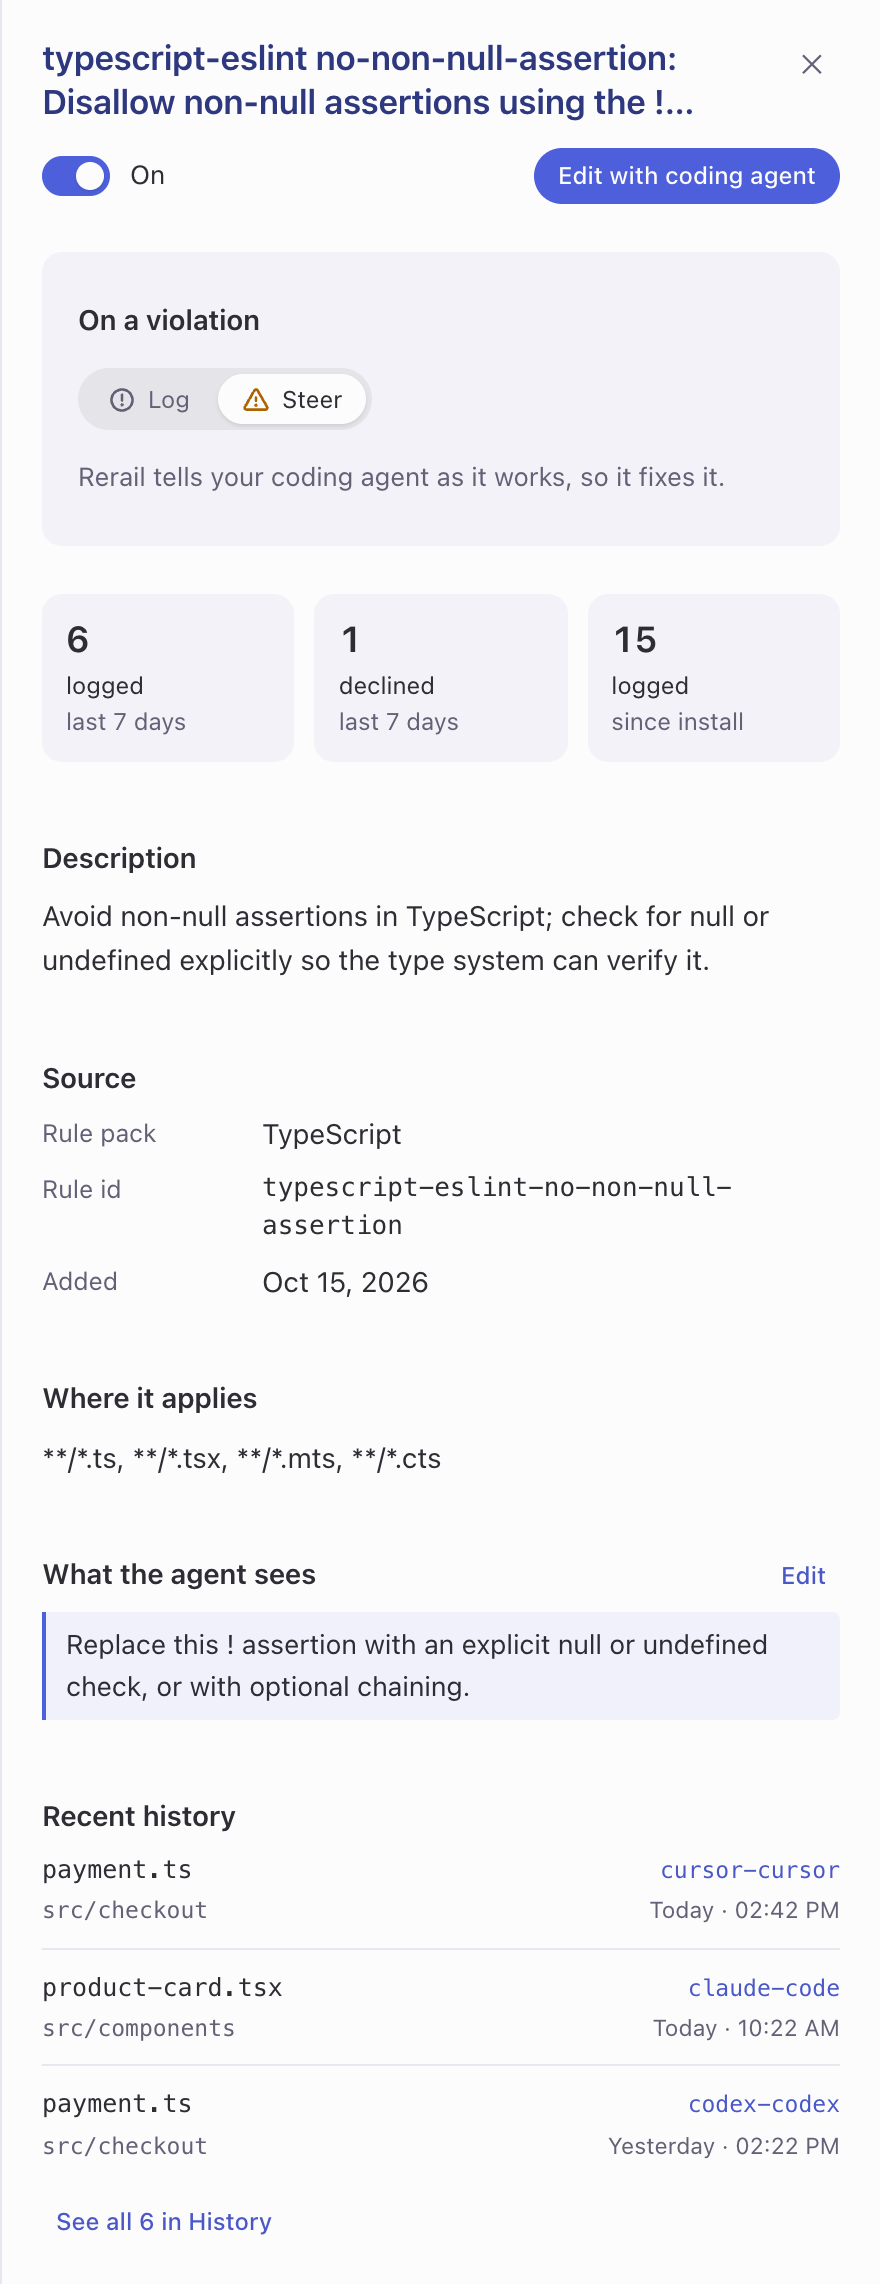 typescript-eslint no-non-null-assertion:
Disallow non-null assertions using the !...
On
Edit with coding agent
On a violation
Log
Steer
Rerail tells your coding agent as it works, so it fixes it.
6
logged
last 7 days
1
declined
last 7 days
15
logged
since install
Description
Avoid non-null assertions in TypeScript; check for null or
undefined explicitly so the type system can verify it.
Source
Rule pack TypeScript
Rule id typescript-eslint-no-non-null-
assertion
Added Oct 15, 2026
Where it applies
**/*.ts, **/*.tsx, **/*.mts, **/*.cts
What the agent sees Edit
Replace this ! assertion with an explicit null or undefined
check, or with optional chaining.
Recent history
payment.ts cursor-cursor
src/checkout Today · 02:42 PM
product-card.tsx claude-code
src/components Today · 10:22 AM
payment.ts codex-codex
src/checkout Yesterday · 02:22 PM
See all 6 in History